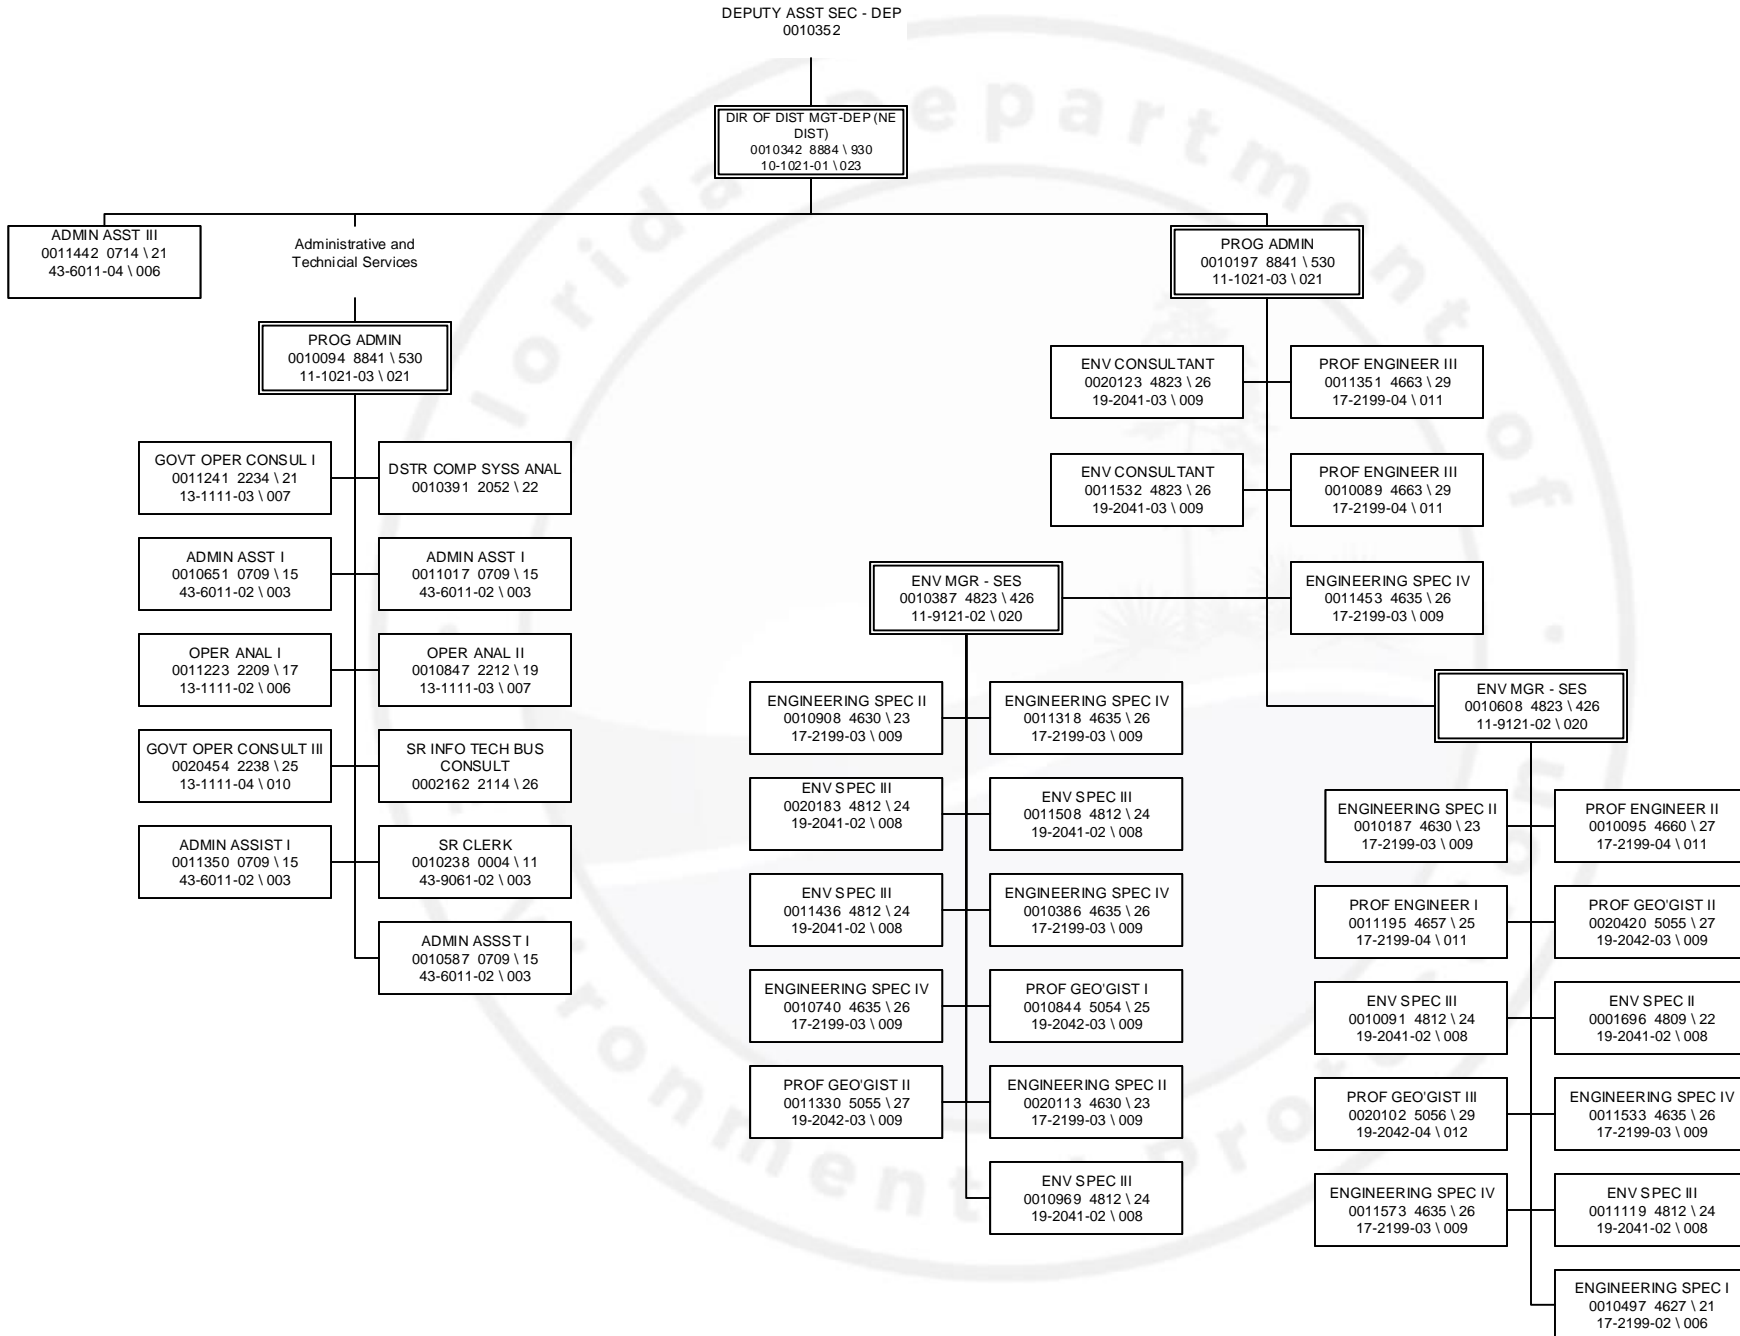 DEPUTY ASST SEC - DEP
0010352
DIR OF DIST MGT-DEP (NE
DIST)
0010342 8884 \ 930
10-1021-01 \ 023
ADMIN ASST III
0011442 0714 \ 21
43-6011-04 \ 006
Administrative and
Technicial Services
PROG ADMIN
0010094 8841 \ 530
11-1021-03 \ 021
GOVT OPER CONSUL I
0011241 2234 \ 21
13-1111-03 \ 007
DSTR COMP SYSS ANAL
0010391 2052 \ 22
ADMIN ASST I
0010651 0709 \ 15
43-6011-02 \ 003
ADMIN ASST I
0011017 0709 \ 15
43-6011-02 \ 003
OPER ANAL I
0011223 2209 \ 17
13-1111-02 \ 006
OPER ANAL II
0010847 2212 \ 19
13-1111-03 \ 007
GOVT OPER CONSULT III
0020454 2238 \ 25
13-1111-04 \ 010
SR INFO TECH BUS
CONSULT
0002162 2114 \ 26
ADMIN ASSIST I
0011350 0709 \ 15
43-6011-02 \ 003
SR CLERK
0010238 0004 \ 11
43-9061-02 \ 003
ADMIN ASSST I
0010587 0709 \ 15
43-6011-02 \ 003
PROG ADMIN
0010197 8841 \ 530
11-1021-03 \ 021
ENV CONSULTANT
0020123 4823 \ 26
19-2041-03 \ 009
PROF ENGINEER III
0011351 4663 \ 29
17-2199-04 \ 011
ENV CONSULTANT
0011532 4823 \ 26
19-2041-03 \ 009
PROF ENGINEER III
0010089 4663 \ 29
17-2199-04 \ 011
ENV MGR - SES
0010387 4823 \ 426
11-9121-02 \ 020
ENGINEERING SPEC IV
0011453 4635 \ 26
17-2199-03 \ 009
ENGINEERING SPEC II
0010908 4630 \ 23
17-2199-03 \ 009
ENGINEERING SPEC IV
0011318 4635 \ 26
17-2199-03 \ 009
ENV SPEC III
0020183 4812 \ 24
19-2041-02 \ 008
ENV SPEC III
0011508 4812 \ 24
19-2041-02 \ 008
ENV SPEC III
0011436 4812 \ 24
19-2041-02 \ 008
ENGINEERING SPEC IV
0010386 4635 \ 26
17-2199-03 \ 009
ENGINEERING SPEC IV
0010740 4635 \ 26
17-2199-03 \ 009
PROF GEO'GIST I
0010844 5054 \ 25
19-2042-03 \ 009
PROF GEO'GIST II
0011330 5055 \ 27
19-2042-03 \ 009
ENGINEERING SPEC II
0020113 4630 \ 23
17-2199-03 \ 009
ENV SPEC III
0010969 4812 \ 24
19-2041-02 \ 008
ENV MGR - SES
0010608 4823 \ 426
11-9121-02 \ 020
ENGINEERING SPEC II
0010187 4630 \ 23
17-2199-03 \ 009
PROF ENGINEER II
0010095 4660 \ 27
17-2199-04 \ 011
PROF ENGINEER I
0011195 4657 \ 25
17-2199-04 \ 011
PROF GEO'GIST II
0020420 5055 \ 27
19-2042-03 \ 009
ENV SPEC III
0010091 4812 \ 24
19-2041-02 \ 008
ENV SPEC II
0001696 4809 \ 22
19-2041-02 \ 008
PROF GEO'GIST III
0020102 5056 \ 29
19-2042-04 \ 012
ENGINEERING SPEC IV
0011533 4635 \ 26
17-2199-03 \ 009
ENGINEERING SPEC IV
0011573 4635 \ 26
17-2199-03 \ 009
ENV SPEC III
0011119 4812 \ 24
19-2041-02 \ 008
ENGINEERING SPEC I
0010497 4627 \ 21
17-2199-02 \ 006